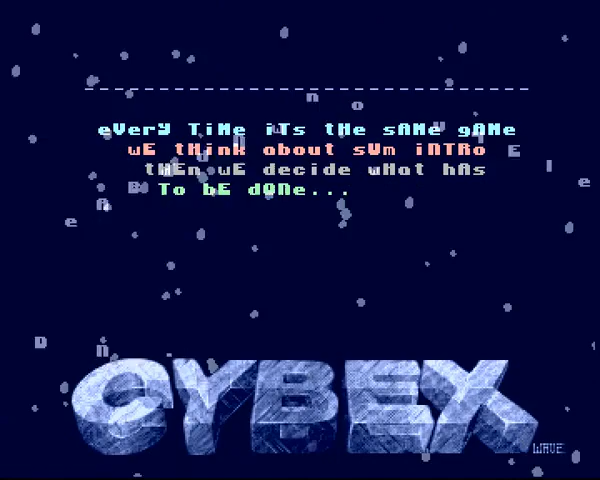 eVerY TiMe iTs tHe sAMe gAMe
wE tHink about sUm iNTRo
tHEn wE decide wHat hAs
To bE dONe...
CYBEX
WAVE